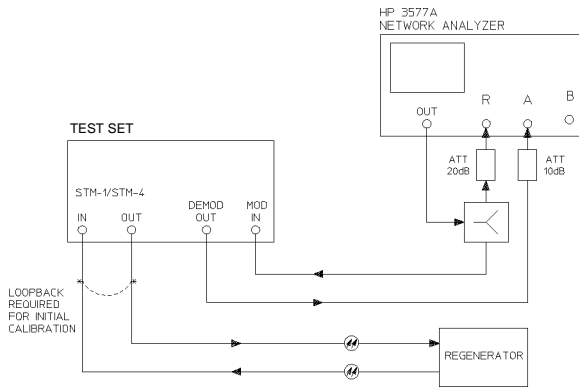 HP 3577A
NETWORK ANALYZER
OUT
R
A
B
ATT
20dB
ATT
10dB
TEST SET
STM-1/STM-4
IN
OUT
DEMOD
OUT
MOD
IN
LOOPBACK
REQUIRED
FOR INITIAL
CALIBRATION
REGENERATOR